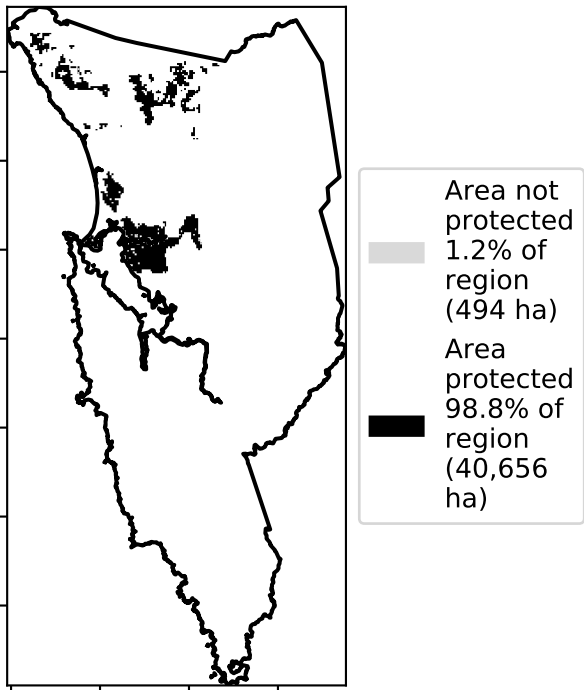 Area not
protected
1.2% of
region
(494 ha)
Area
protected
98.8% of
region
(40,656
ha)